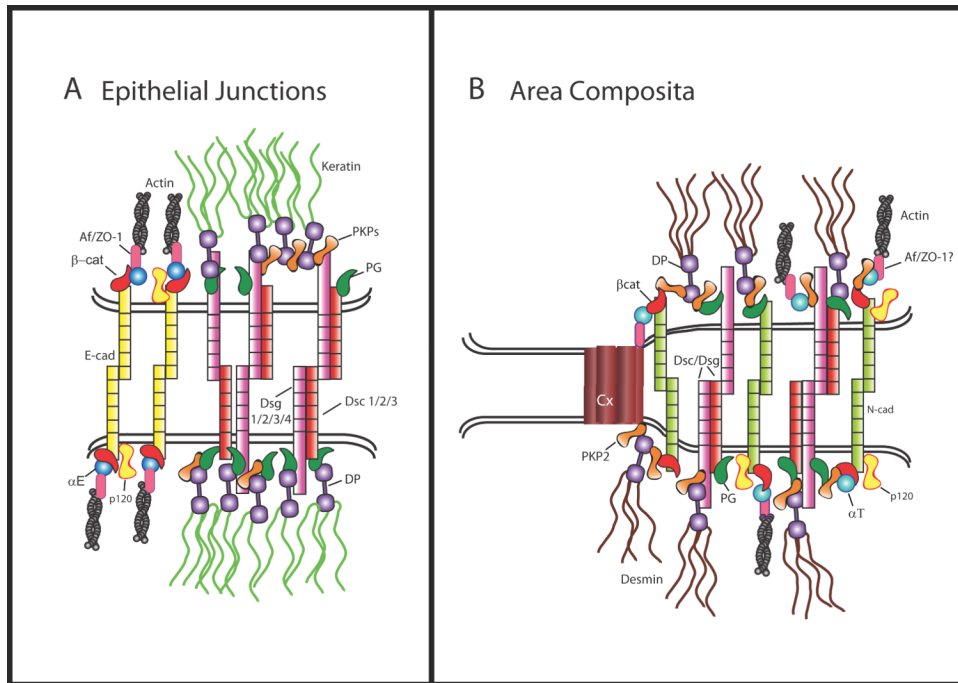 A Epithelial Junctions
Keratin
Actin
Af/ZO-1
PKPs
β-cat
PG
E-cad
Dsg
1/2/3/4
Dsc 1/2/3
αE
p120
DP
B Area Composita
Actin
DP
Af/ZO-1?
βcat
Dsc/Dsg
Cx
N-cad
PKP2
PG
p120
αT
Desmin